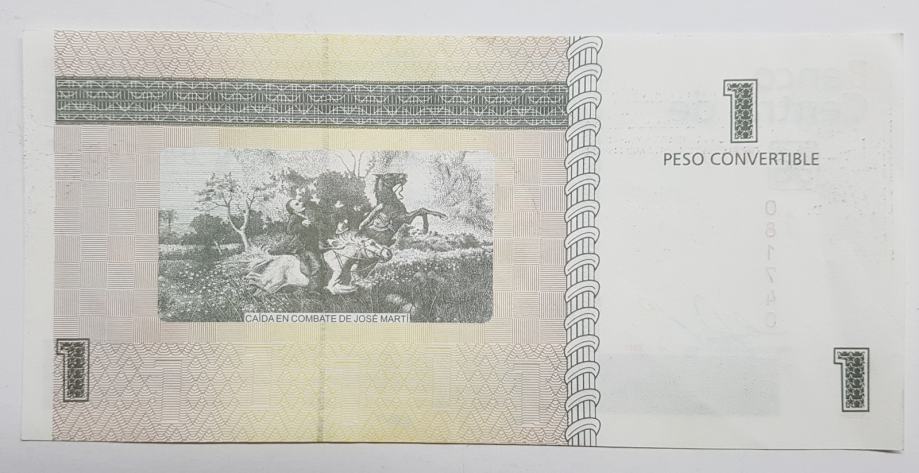 1
PESO CONVERTIBLE
CAÍDA EN COMBATE DE JOSÉ MARTÍ
1
1